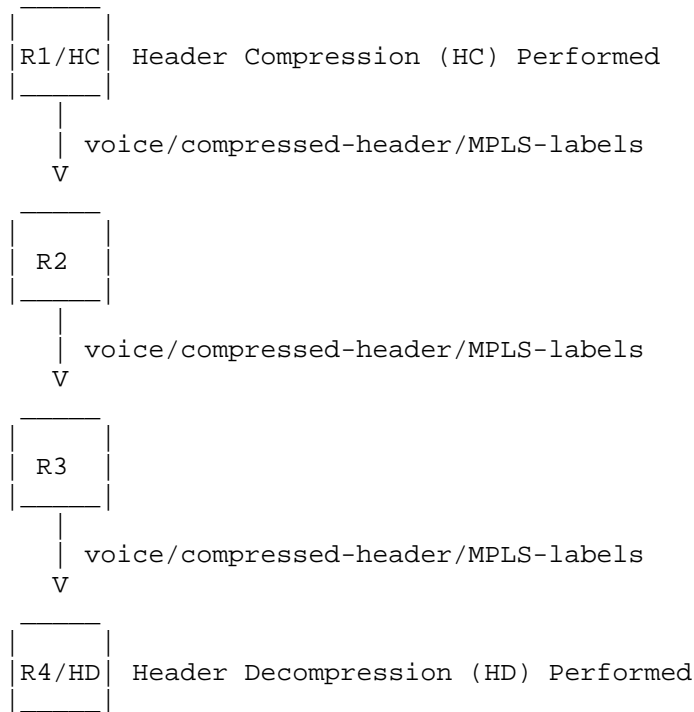 R1/HC Header Compression (HC) Performed
voice/compressed-header/MPLS-labels
V
R2
voice/compressed-header/MPLS-labels
V
R3
voice/compressed-header/MPLS-labels
V
R4/HD Header Decompression (HD) Performed